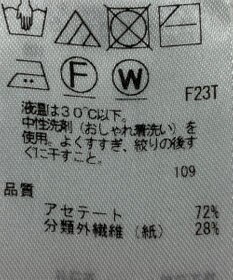 F
W
F23T
液温は30℃以下。
中性洗剤(おしゃれ着洗い)を
使用。よくすすぎ、絞りの後す
ぐに干すこと。
109
品質
アセテート 72%
分類外繊維(紙) 28%